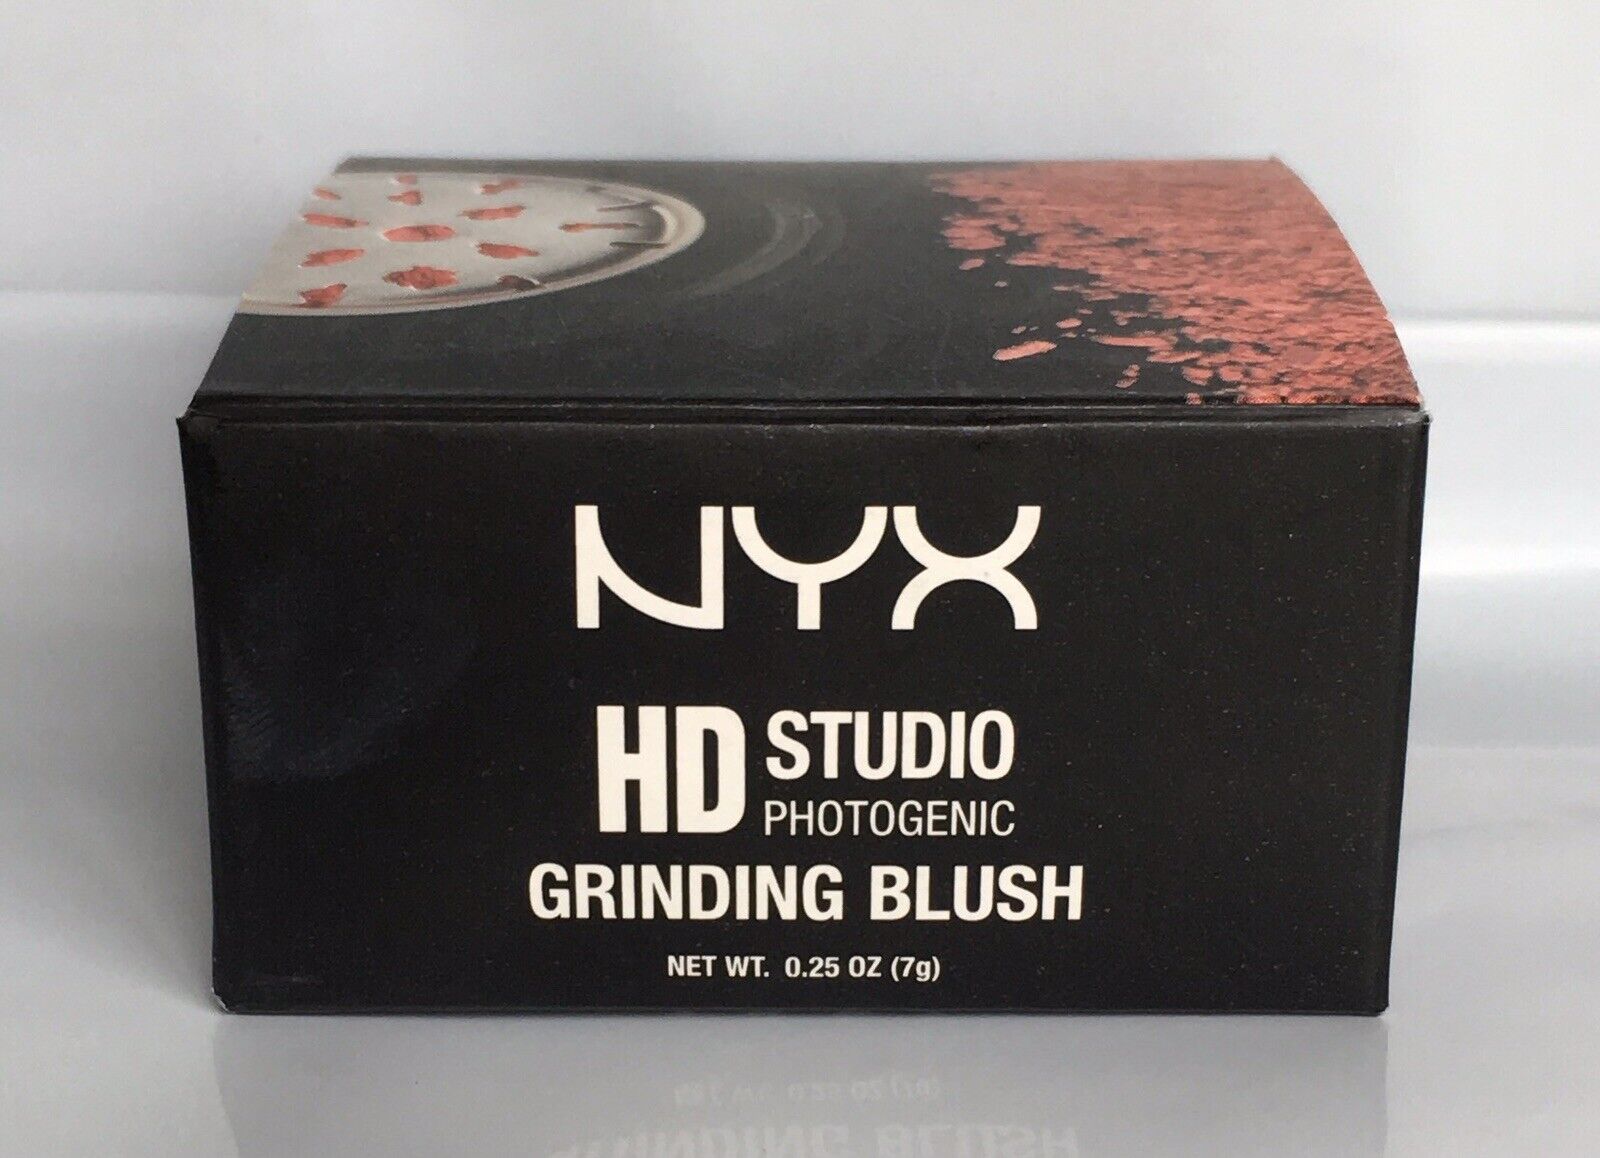 NYX
HD STUDIO
PHOTOGENIC
GRINDING BLUSH
NET WT. 0.25 OZ (7g)